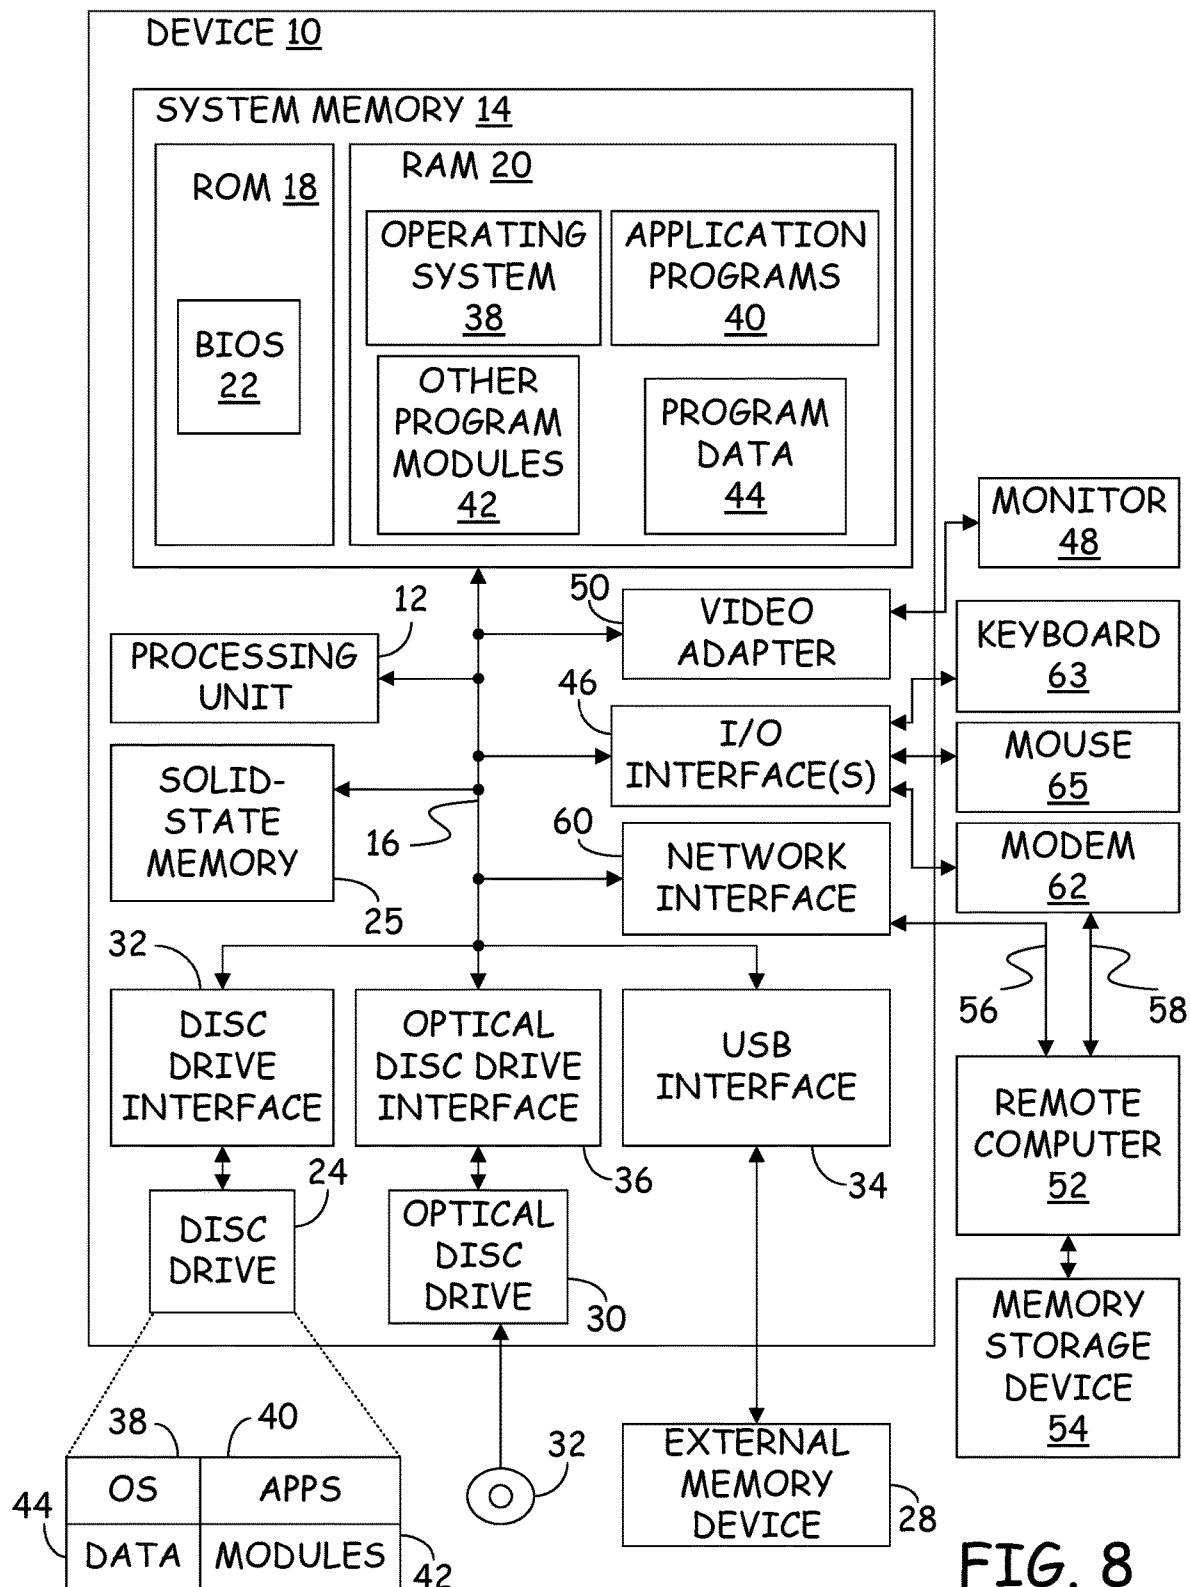 DEVICE 10
SYSTEM MEMORY 14
ROM 18
BIOS
22
RAM 20
OPERATING
SYSTEM
38
APPLICATION
PROGRAMS
40
OTHER
PROGRAM
MODULES
42
PROGRAM
DATA
44
MONITOR
48
12
PROCESSING
UNIT
50
VIDEO
ADAPTER
KEYBOARD
63
46
I/O
INTERFACE(S)
MOUSE
65
SOLID-
STATE
MEMORY
25
16
60
NETWORK
INTERFACE
MODEM
62
56
58
32
DISC
DRIVE
INTERFACE
OPTICAL
DISC DRIVE
INTERFACE
36
USB
INTERFACE
34
REMOTE
COMPUTER
52
24
DISC
DRIVE
OPTICAL
DISC
DRIVE
30
MEMORY
STORAGE
DEVICE
54
38
40
OS
APPS
44
DATA
MODULES
42
32
EXTERNAL
MEMORY
DEVICE
28
FIG. 8